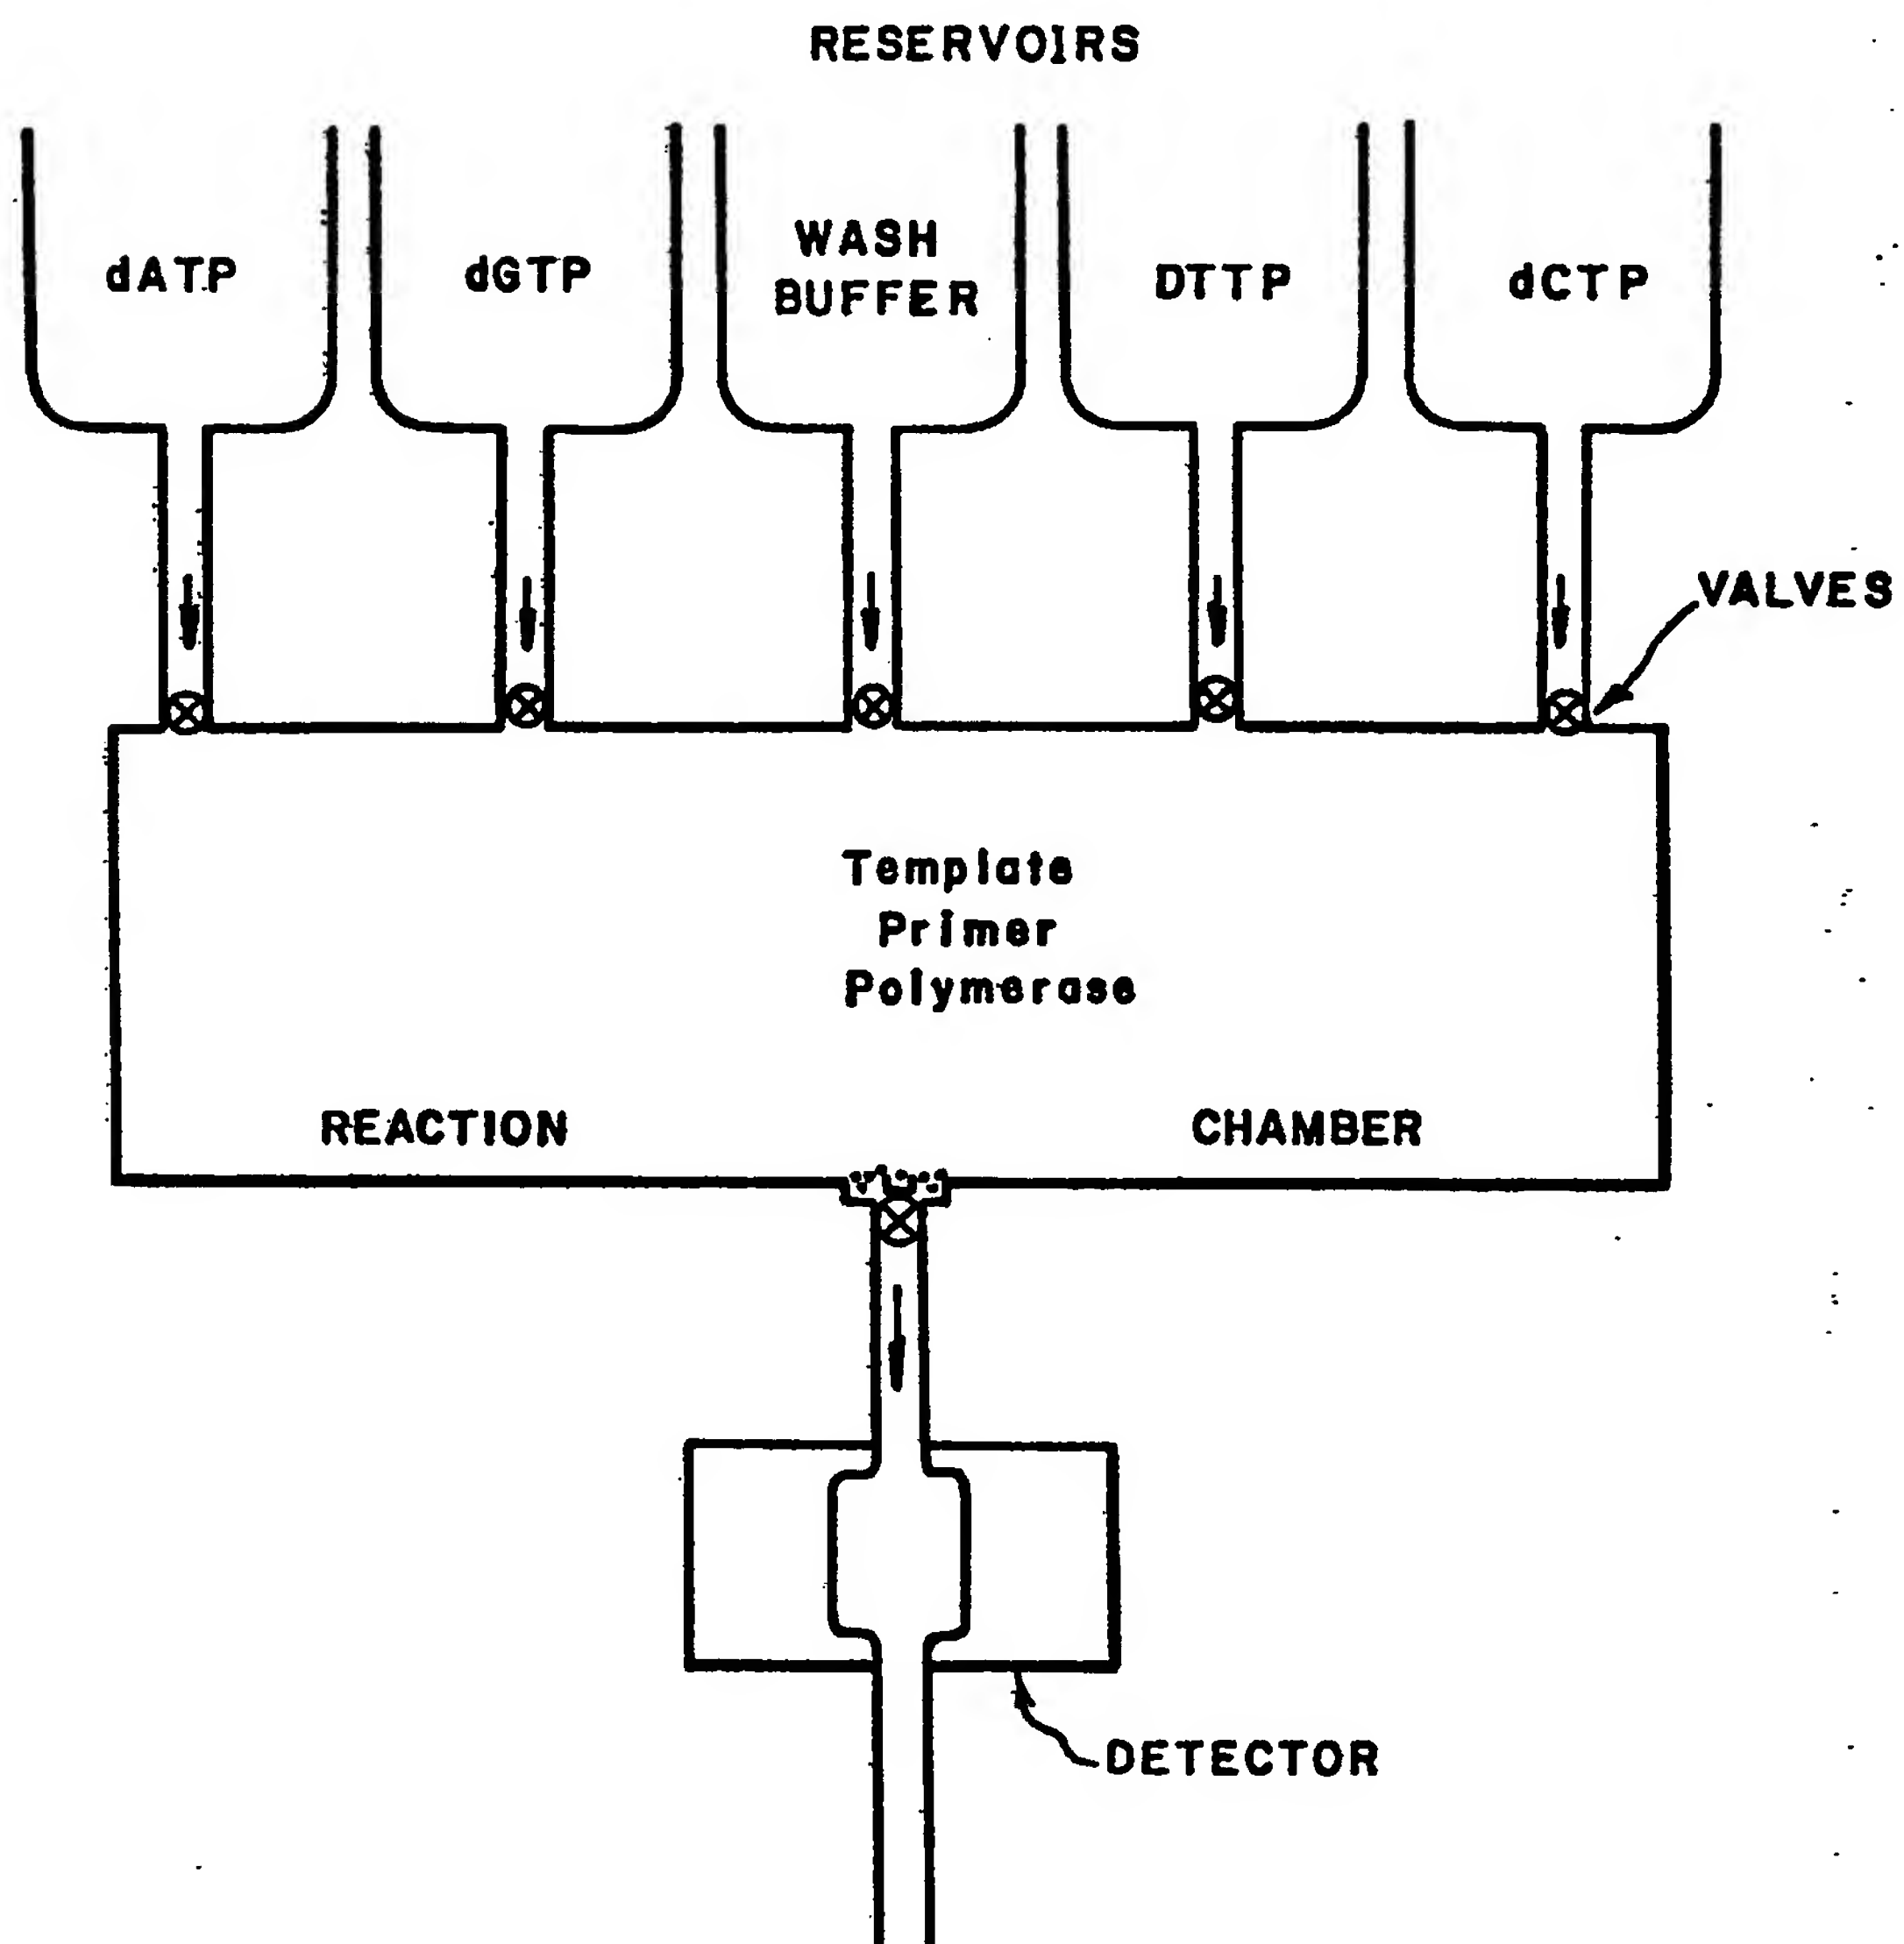 RESERVOIRS
dATP
dGTP
WASH
BUFFER
DTTP
dCTP
VALVES
Template
Primer
Polymerase
REACTION
CHAMBER
DETECTOR